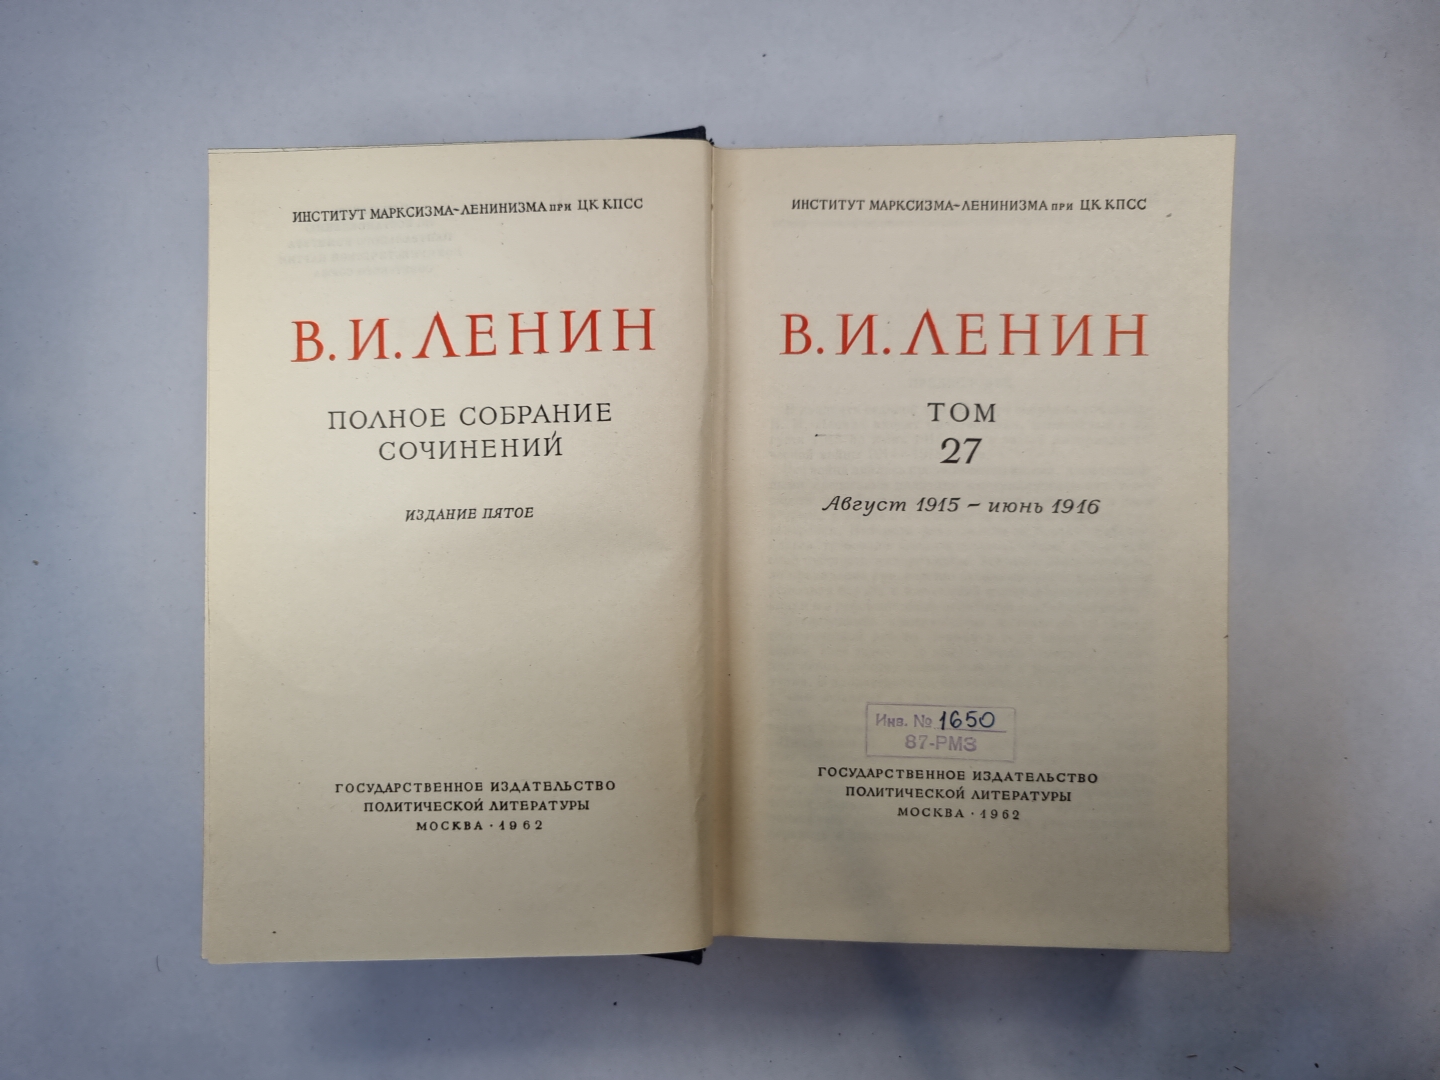 ИНСТИТУТ МАРКСИЗМА-ЛЕНИНИЗМА ПРИ ЦК КПСС
В. И. ЛЕНИН
ПОЛНОЕ СОБРАНИЕ
СОЧИНЕНИЙ
ИЗДАНИЕ ПЯТОЕ
ГОСУДАРСТВЕННОЕ ИЗДАТЕЛЬСТВО
ПОЛИТИЧЕСКОЙ ЛИТЕРАТУРЫ
МОСКВА · 1962
ИНСТИТУТ МАРКСИЗМА-ЛЕНИНИЗМА ПРИ ЦК КПСС
В. И. ЛЕНИН
ТОМ
27
Август 1915 – июнь 1916
Инв. № 1650
87-РМЗ
ГОСУДАРСТВЕННОЕ ИЗДАТЕЛЬСТВО
ПОЛИТИЧЕСКОЙ ЛИТЕРАТУРЫ
МОСКВА · 1962